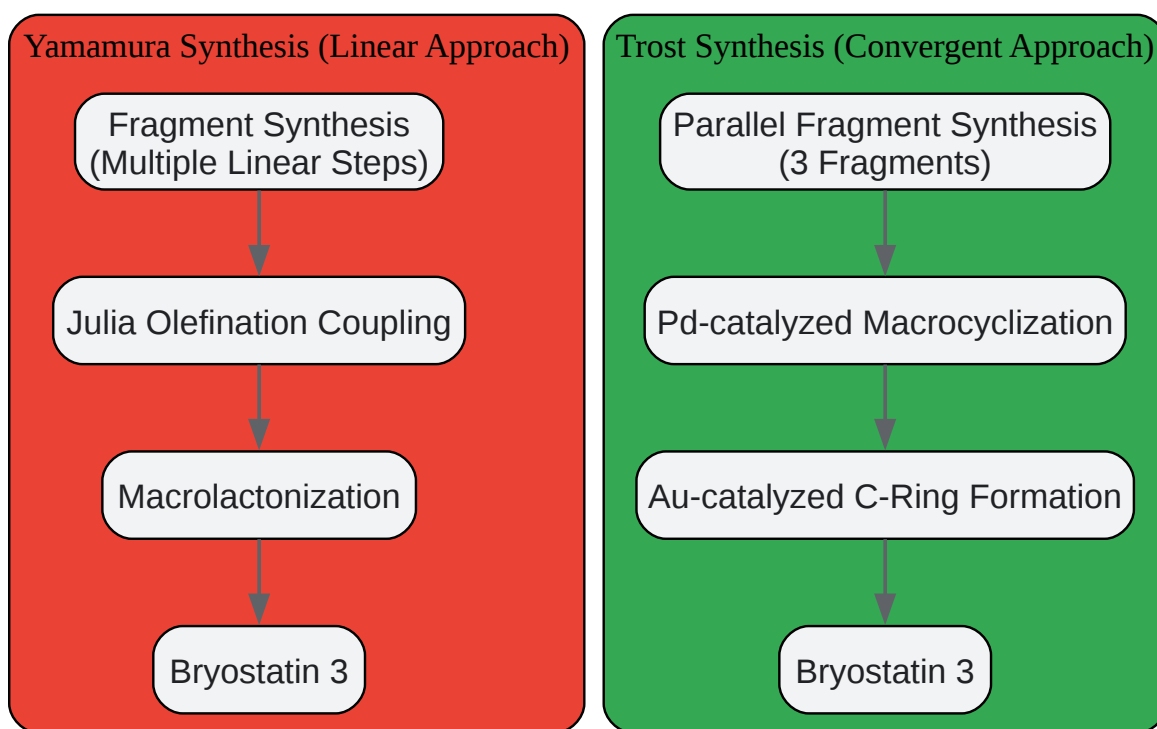 Yamamura Synthesis (Linear Approach)
Fragment Synthesis
(Multiple Linear Steps)
Julia Olefination Coupling
Macrolactonization
Bryostatin 3
Trost Synthesis (Convergent Approach)
Parallel Fragment Synthesis
(3 Fragments)
Pd-catalyzed Macrocyclization
Au-catalyzed C-Ring Formation
Bryostatin 3